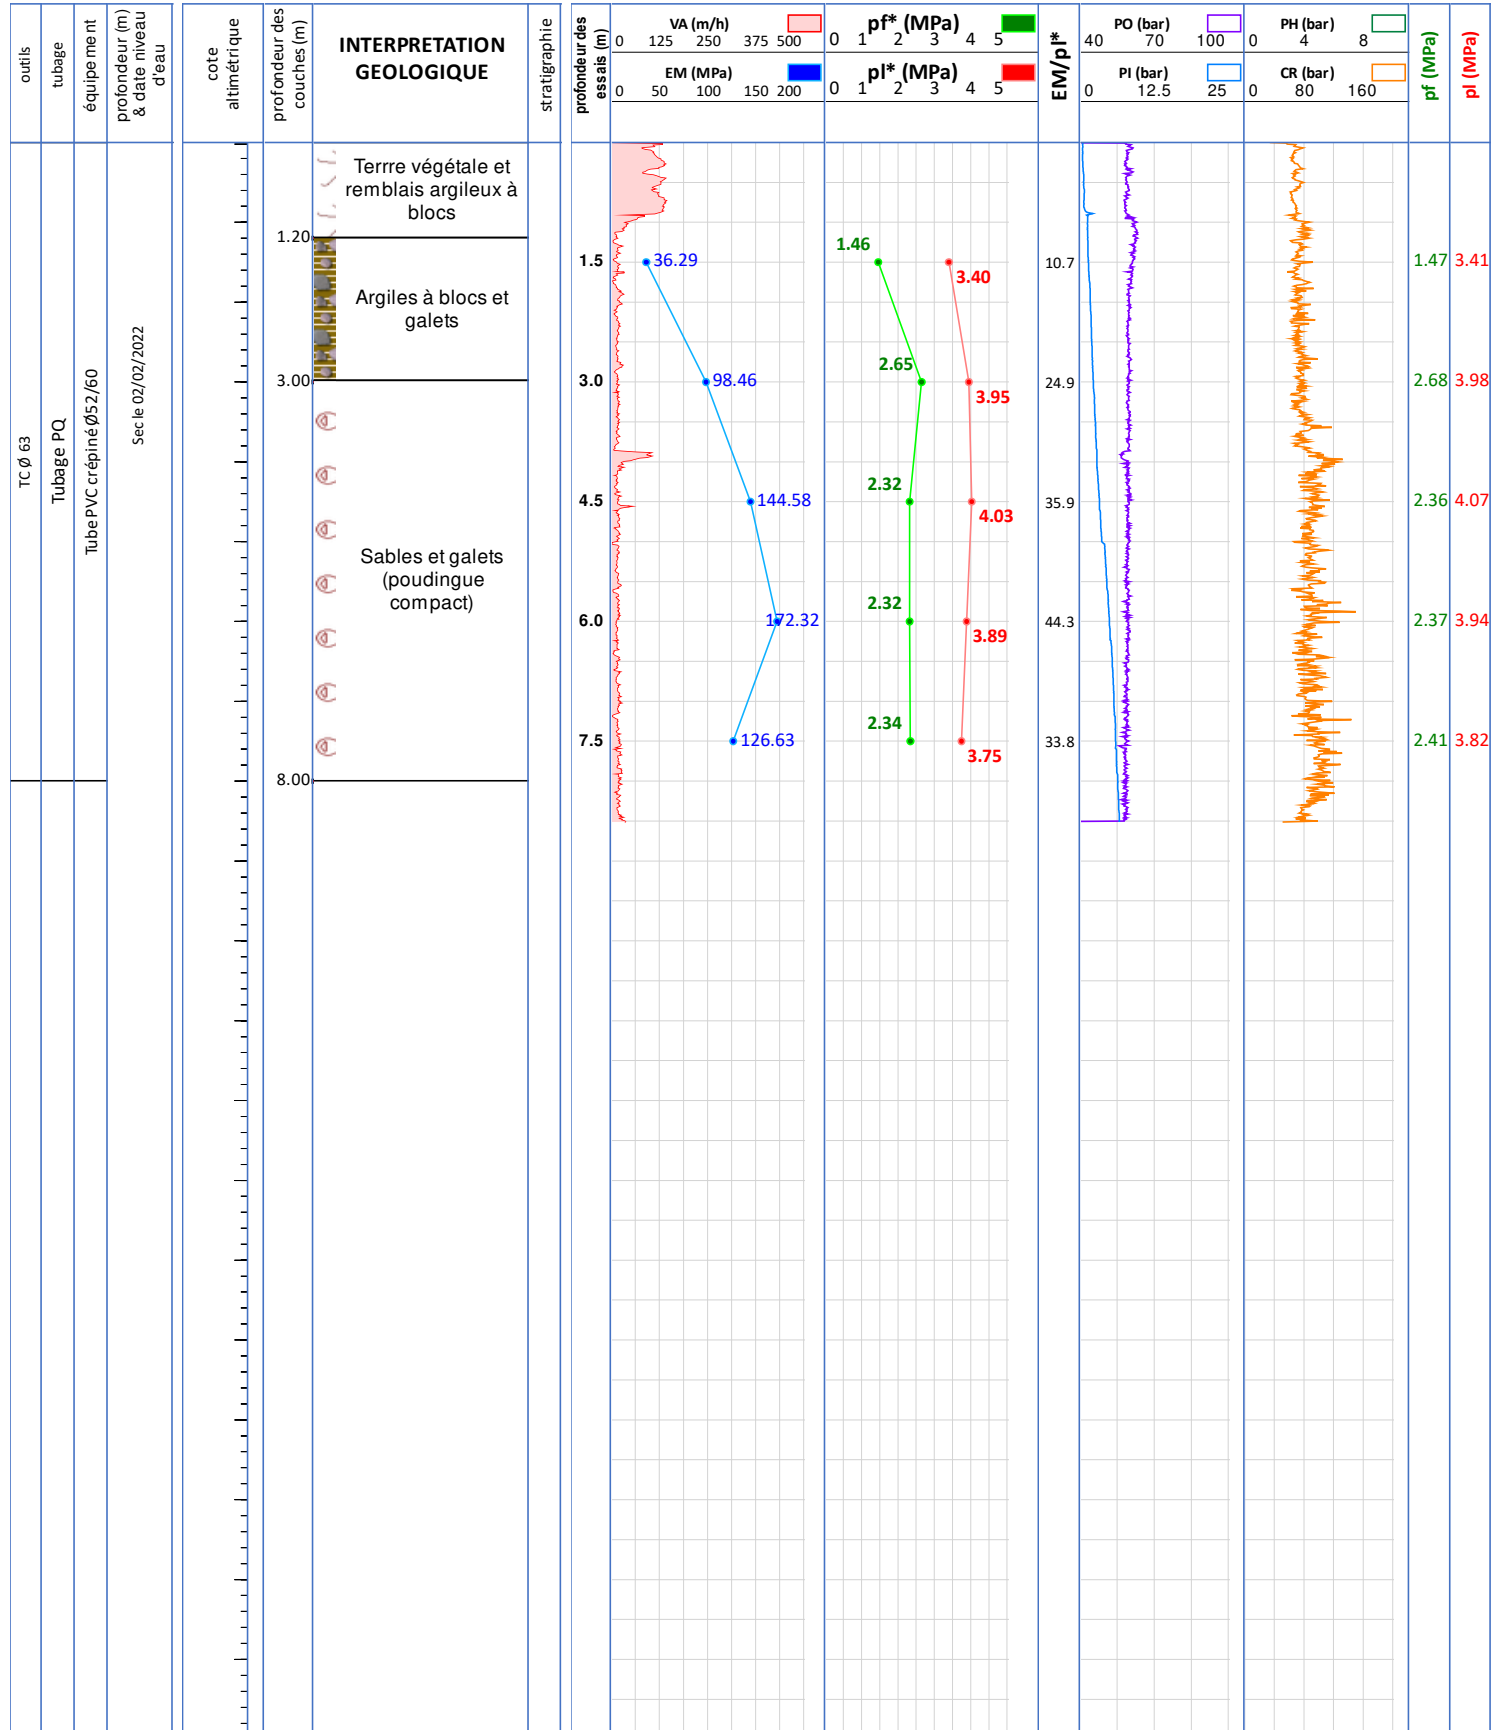 outils
tubage
équipement
profondeur (m)
& date niveau
d'eau
cote
altimétrique
profondeur des
couches (m)
INTERPRETATION
GEOLOGIQUE
stratigraphie
profondeur des
essais (m)
VA (m/h)
0 125 250 375 500
EM (MPa)
0 50 100 150 200
pf* (MPa)
0 1 2 3 4 5
pl* (MPa)
0 1 2 3 4 5
EM/pl*
PO (bar)
40 70 100
PI (bar)
0 12.5 25
PH (bar)
0 4 8
CR (bar)
0 80 160
pf (MPa)
pl (MPa)
TC Ø 63
Tubage PQ
Tube PVC crépiné Ø52/60
Sec le 02/02/2022
Terrre végétale et
remblais argileux à
blocs
1.20
Argiles à blocs et
galets
3.00
Sables et galets
(poudingue
compact)
8.00
1.5 36.29 1.46 3.40 10.7 1.47 3.41
3.0 98.46 2.65 3.95 24.9 2.68 3.98
4.5 144.58 2.32 4.03 35.9 2.36 4.07
6.0 172.32 2.32 3.89 44.3 2.37 3.94
7.5 126.63 2.34 3.75 33.8 2.41 3.82